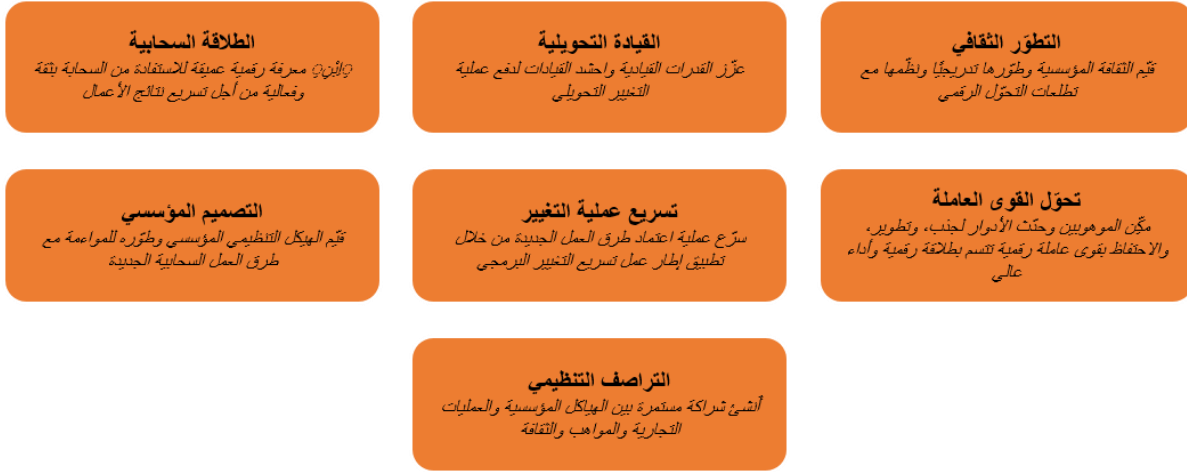 التطوّر الثقافي
قيّم الثقافة المؤسسية وطوّرها تدريجيًا ونظّمها مع
تطلعات التحوّل الرقمي
القيادة التحويلية
عزّز القدرات القيادية واحشد القيادات لدفع عملية
التغيير التحويلي
الطلاقة السحابية
معرفة رقمية عميقة للاستفادة من السحابة بثقة
وفعالية من أجل تسريع نتائج الأعمال
تحوّل القوى العاملة
مكّن الموهوبين وحدّث الأدوار لجذب، وتطوير،
والاحتفاظ بقوى عاملة رقمية تتسم بطلاقة رقمية وأداء
عالي
تسريع عملية التغيير
سرّع عملية اعتماد طرق العمل الجديدة من خلال
تطبيق إطار عمل تسريع التغيير البرمجي
التصميم المؤسسي
قيّم الهيكل التنظيمي المؤسسي وطوّره للمواءمة مع
طرق العمل السحابية الجديدة
التراصف التنظيمي
أنشئ شراكة مستمرة بين الهياكل المؤسسية والعمليات
التجارية والمواهب والثقافة